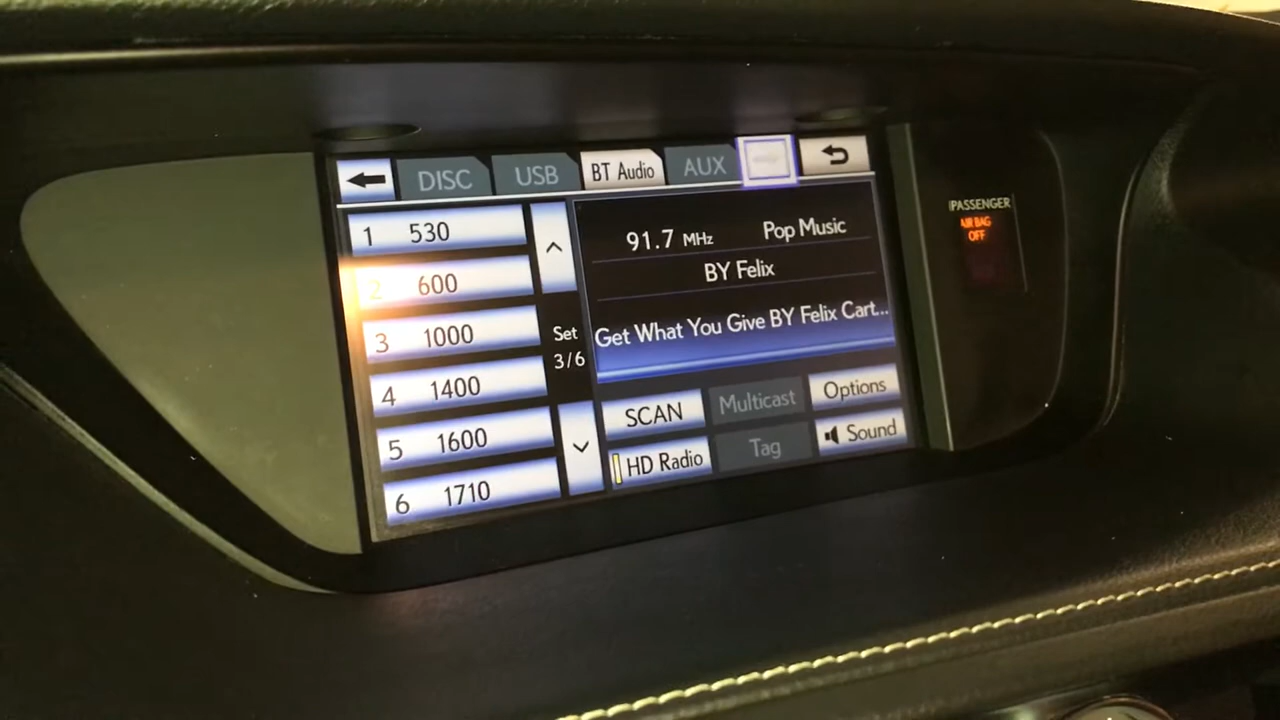 DISC USB BT Audio AUX
1 530
2 600
3 1000
4 1400
5 1600
6 1710
Set
3/6
91.7 MHz Pop Music
BY Felix
Get What You Give BY Felix Cart...
SCAN Multicast Options
HD Radio Tag Sound
PASSENGER
AIR BAG
OFF